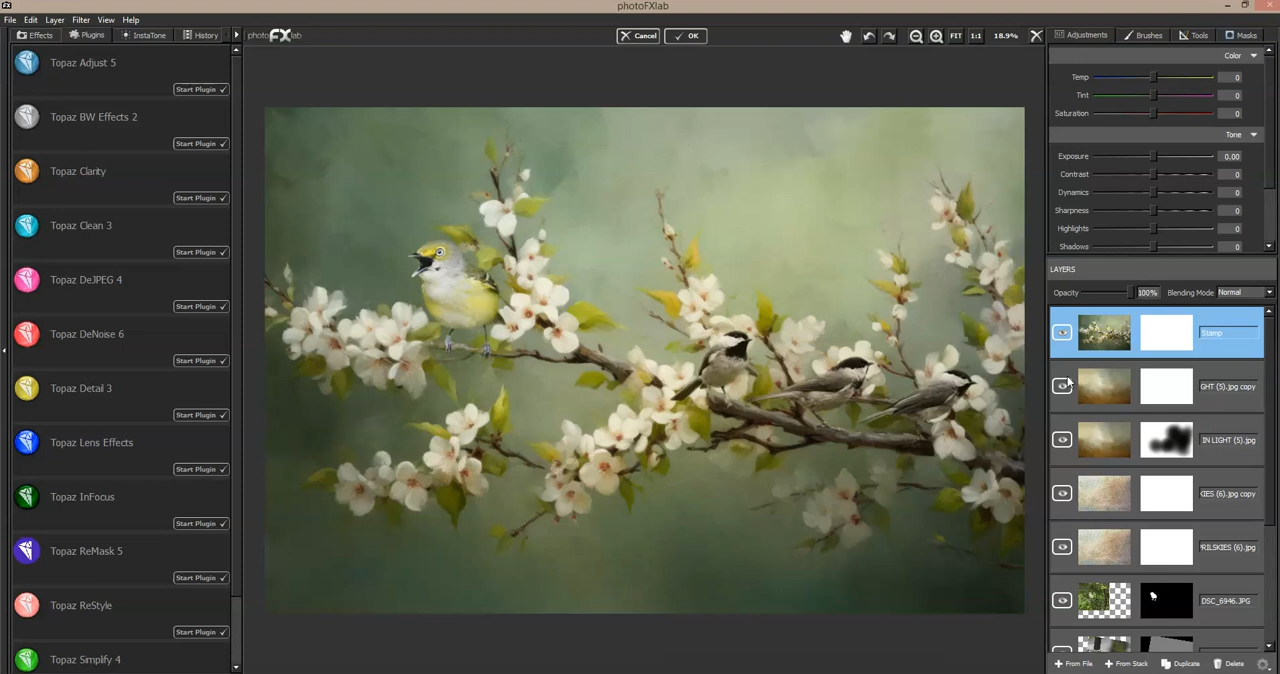 photoFXlab
File Edit Layer Filter View Help
Effects Plugins InstaTone History
photo FX lab
Cancel OK
FIT 1:1 18.9%
Adjustments Brushes Tools Masks
Topaz Adjust 5
Start Plugin
Topaz BW Effects 2
Start Plugin
Topaz Clarity
Start Plugin
Topaz Clean 3
Start Plugin
Topaz DeJPEG 4
Start Plugin
Topaz DeNoise 6
Start Plugin
Topaz Detail 3
Start Plugin
Topaz Lens Effects
Start Plugin
Topaz InFocus
Start Plugin
Topaz ReMask 5
Start Plugin
Topaz ReStyle
Start Plugin
Topaz Simplify 4
Color
Temp 0
Tint 0
Saturation 0
Tone
Exposure 0.00
Contrast 0
Dynamics 0
Sharpness 0
Highlights 0
Shadows 0
LAYERS
Opacity 100% Blending Mode: Normal
Stamp
GHT (5).jpg copy
IN LIGHT (5).jpg
KIES (6).jpg copy
RILSKIES (6).jpg
DSC_6946.JPG
From File From Stack Duplicate Delete